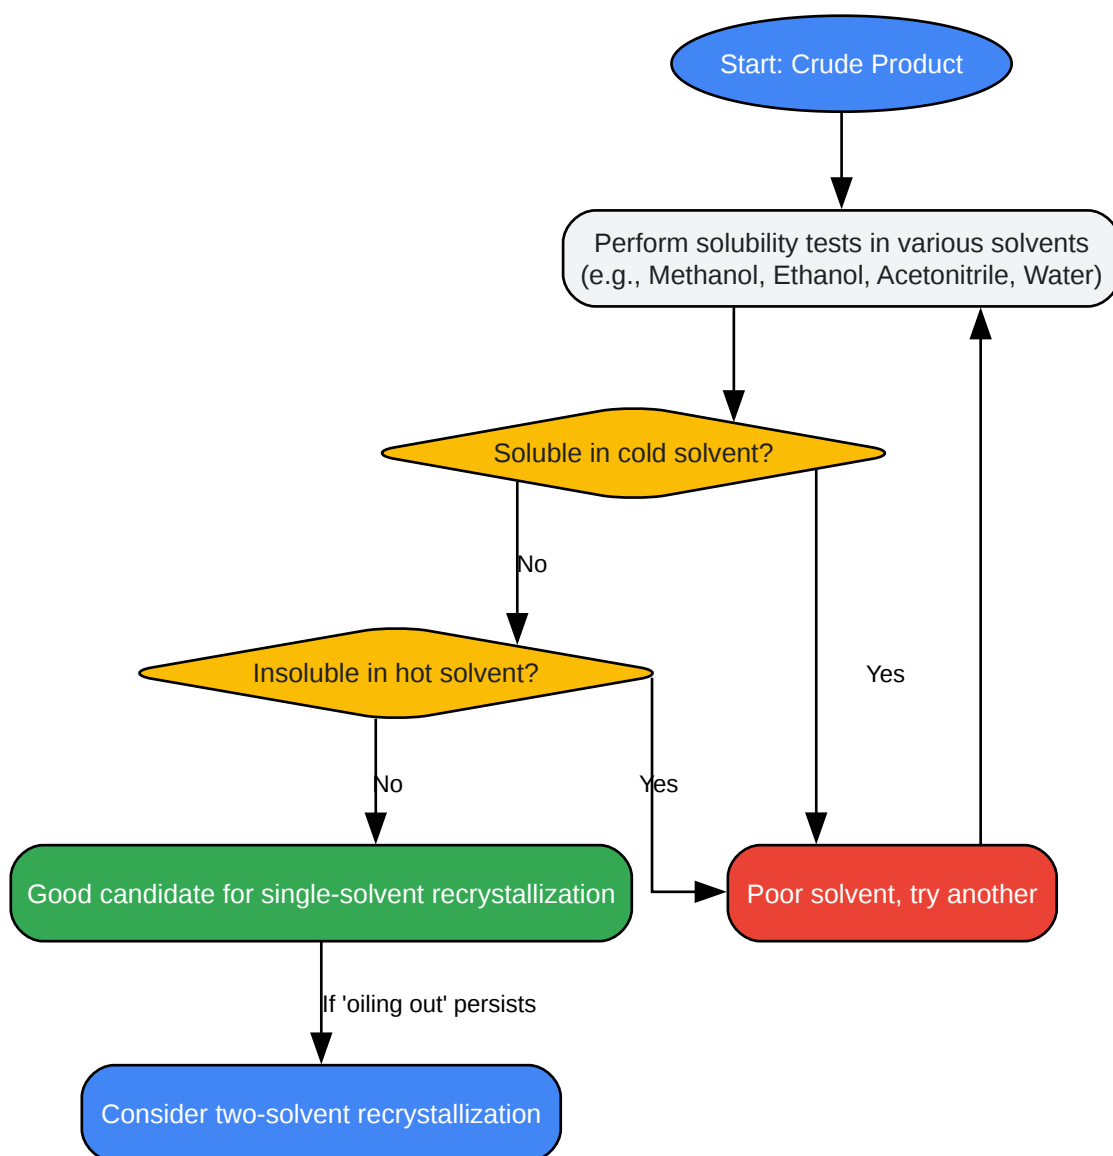 Start: Crude Product
Perform solubility tests in various solvents
(e.g., Methanol, Ethanol, Acetonitrile, Water)
Soluble in cold solvent?
No
Insoluble in hot solvent?
Yes
No
Yes
Good candidate for single-solvent recrystallization
Poor solvent, try another
If 'oiling out' persists
Consider two-solvent recrystallization